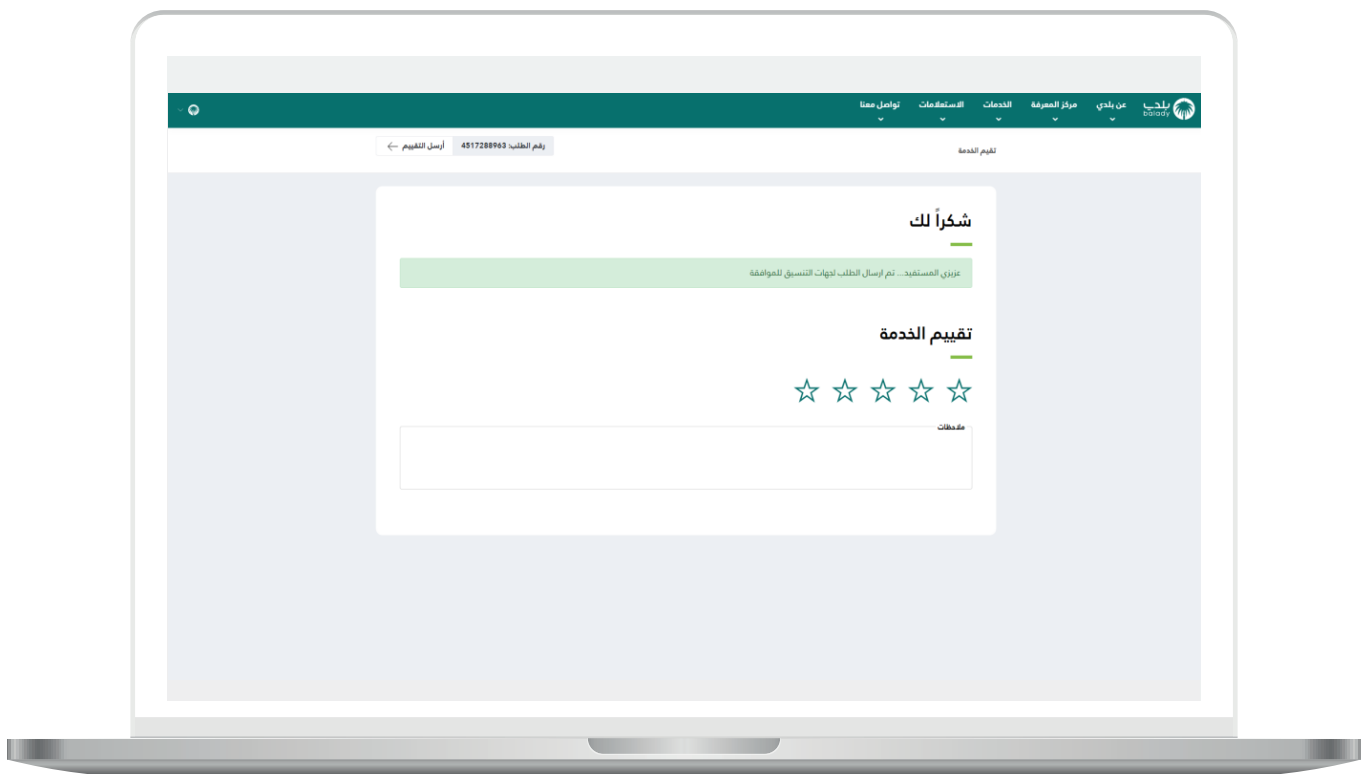 بلدي
balady
عن بلدي
مركز المعرفة
الخدمات
الاستعلامات
تواصل معنا
تقيم الخدمة
رقم الطلب: 4517288963
أرسل التقييم
شكراً لك
عزيزي المستفيد... تم ارسال الطلب لجهات التنسيق للموافقة
تقييم الخدمة
ملاحظات